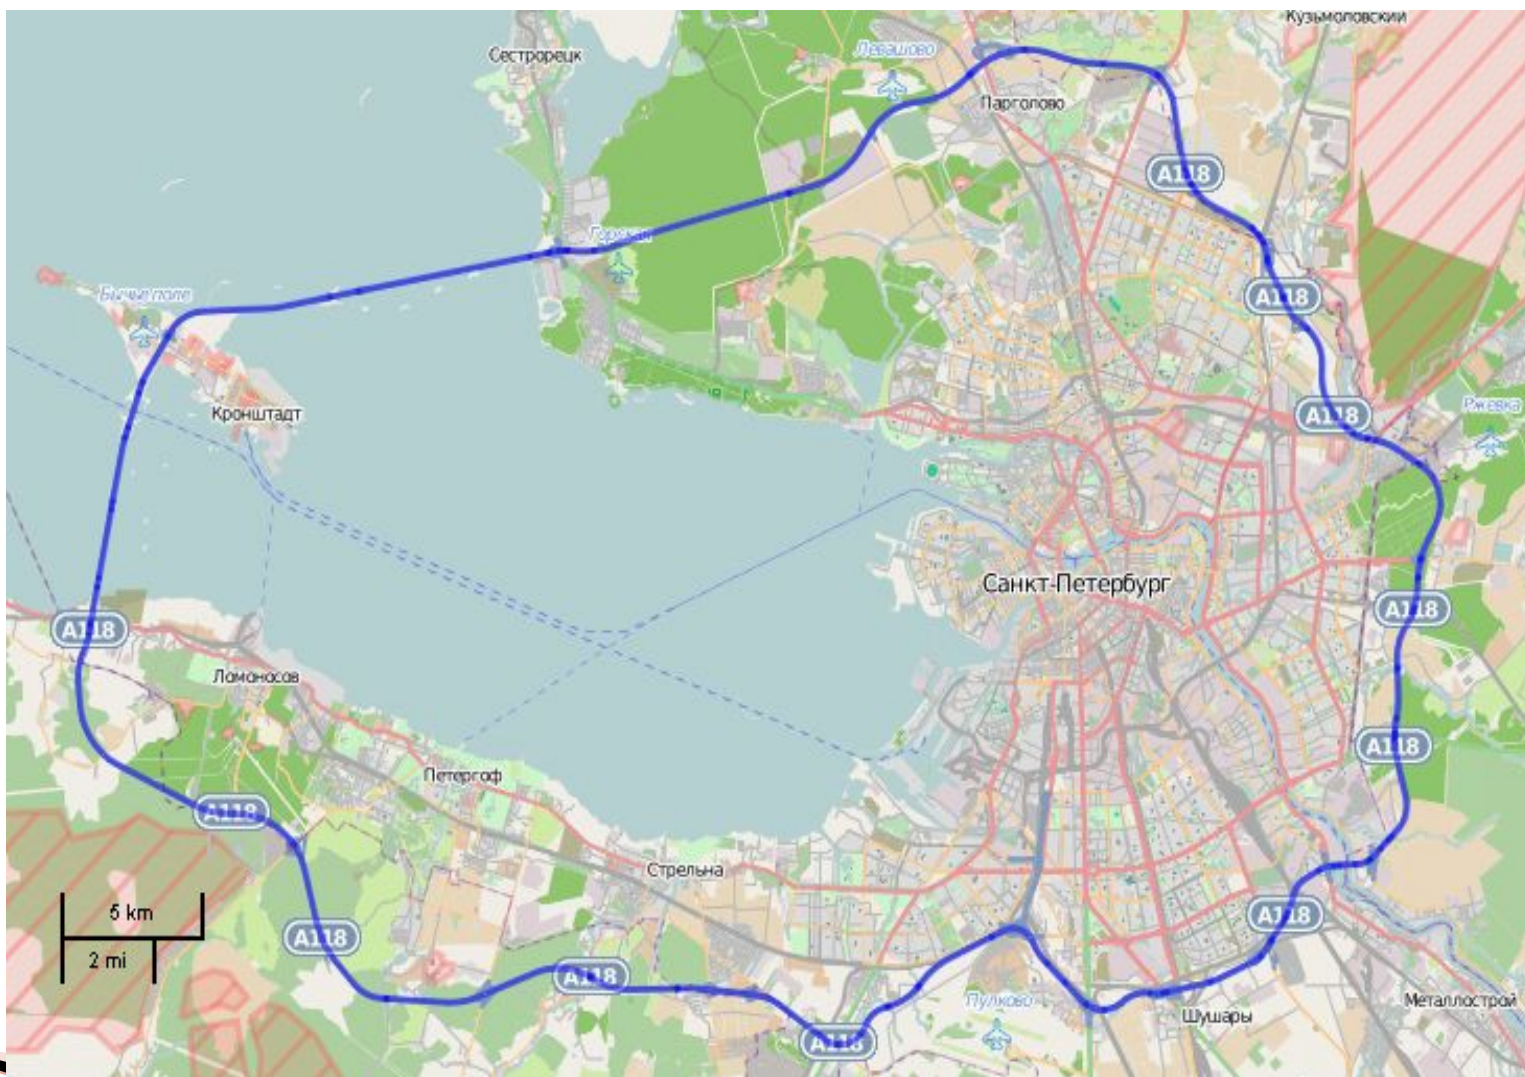 Кузьмоловский
Сестрорецк
Левашово
Парголово
A118
Горская
A118
Бычье поле
Кронштадт
A118
Ржевка
Санкт-Петербург
A118
A118
Ломоносов
A118
Петергоф
A118
Стрельна
5 km
2 mi
A118
A118
A118
Пулково
Металлострой
Шушары
A118